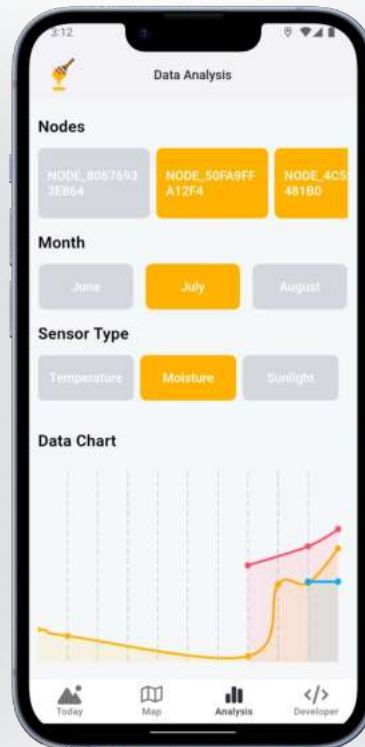 3:12
Data Analysis
Nodes
NODE_8067693
3E864
NODE_50FA9FF
A12F4
NODE_4C5
481B0
Month
June
July
August
Sensor Type
Temperature
Moisture
Sunlight
Data Chart
Today
Map
Analysis
</>
Developer